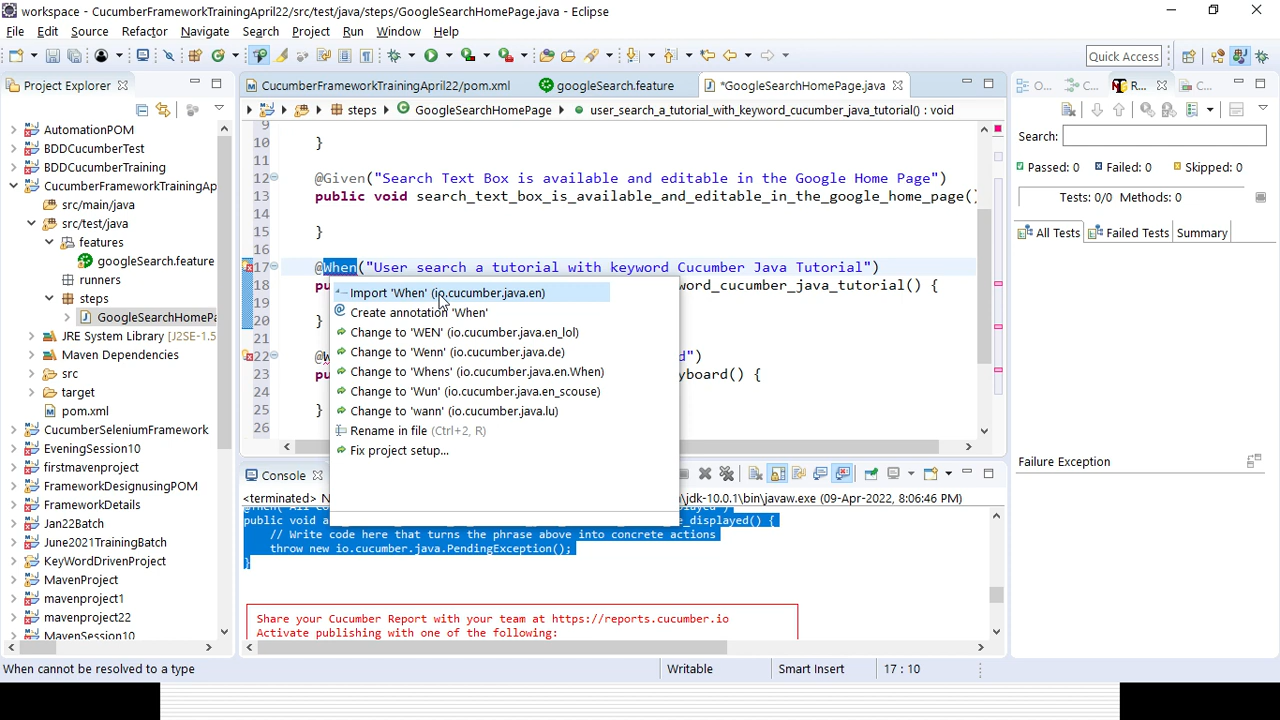 workspace - CucumberFrameworkTrainingApril22/src/test/java/steps/GoogleSearchHomePage.java - Eclipse
File Edit Source Refactor Navigate Search Project Run Window Help
Quick Access
Project Explorer
CucumberFrameworkTrainingApril22/pom.xml
googleSearch.feature
*GoogleSearchHomePage.java
O...
C...
R...
C...
steps
GoogleSearchHomePage
user_search_a_tutorial_with_keyword_cucumber_java_tutorial() : void
AutomationPOM
BDDCucumberTest
BDDCucumberTraining
CucumberFrameworkTrainingAp
src/main/java
src/test/java
features
googleSearch.feature
runners
steps
GoogleSearchHomePa
JRE System Library [J2SE-1.5
Maven Dependencies
src
target
pom.xml
CucumberSeleniumFramework
EveningSession10
firstmavenproject
FrameworkDesignusingPOM
FrameworkDetails
Jan22Batch
June2021TrainingBatch
KeyWordDrivenProject
MavenProject
mavenproject1
mavenproject22
MavenSession10
9
10 }
11
12 @Given("Search Text Box is available and editable in the Google Home Page")
13 public void search_text_box_is_available_and_editable_in_the_google_home_page()
14
15 }
16
17 @When("User search a tutorial with keyword Cucumber Java Tutorial")
18 pu word_cucumber_java_tutorial() {
19
20 }
21
22 @W d")
23 pu yboard() {
24
25 }
26
Import 'When' (io.cucumber.java.en)
Create annotation 'When'
Change to 'WEN' (io.cucumber.java.en_lol)
Change to 'Wenn' (io.cucumber.java.de)
Change to 'Whens' (io.cucumber.java.en.When)
Change to 'Wun' (io.cucumber.java.en_scouse)
Change to 'wann' (io.cucumber.java.lu)
Rename in file (Ctrl+2, R)
Fix project setup...
Console
<terminated> N \jdk-10.0.1\bin\javaw.exe (09-Apr-2022, 8:06:46 PM)
public void a e_displayed() {
// Write code here that turns the phrase above into concrete actions
throw new io.cucumber.java.PendingException();
}
Share your Cucumber Report with your team at https://reports.cucumber.io
Activate publishing with one of the following:
Search:
Passed: 0 Failed: 0 Skipped: 0
Tests: 0/0 Methods: 0
All Tests Failed Tests Summary
Failure Exception
When cannot be resolved to a type
Writable
Smart Insert
17 : 10